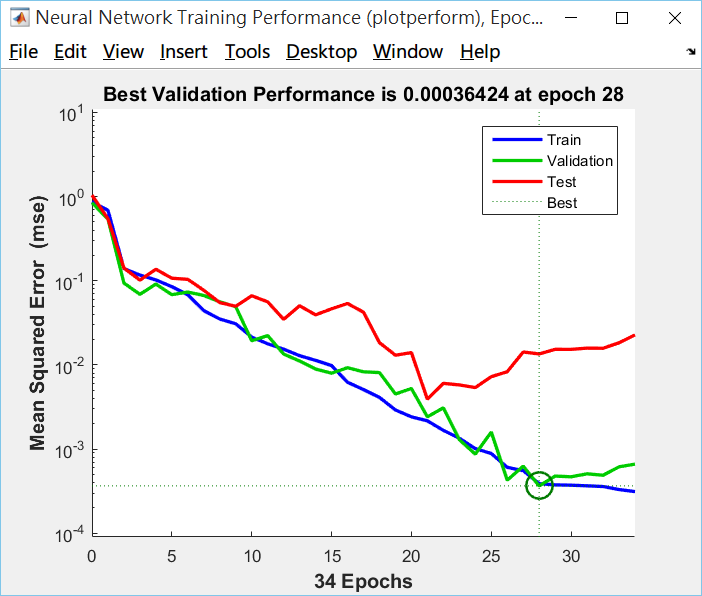 Neural Network Training Performance (plotperform), Epoc...
File Edit View Insert Tools Desktop Window Help
Best Validation Performance is 0.00036424 at epoch 28
10^1
10^0
10^-1
10^-2
10^-3
10^-4
Mean Squared Error (mse)
Train
Validation
Test
Best
0 5 10 15 20 25 30
34 Epochs